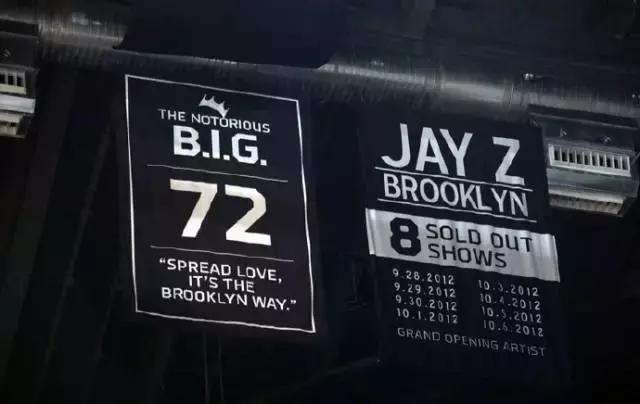 THE NOTORIOUS
B.I.G.
72
"SPREAD LOVE,
IT'S THE
BROOKLYN WAY."
JAY Z
BROOKLYN
8 SOLD OUT
SHOWS
9.28.2012 10.3.2012
9.29.2012 10.4.2012
9.30.2012 10.5.2012
10.1.2012 10.6.2012
GRAND OPENING ARTIST